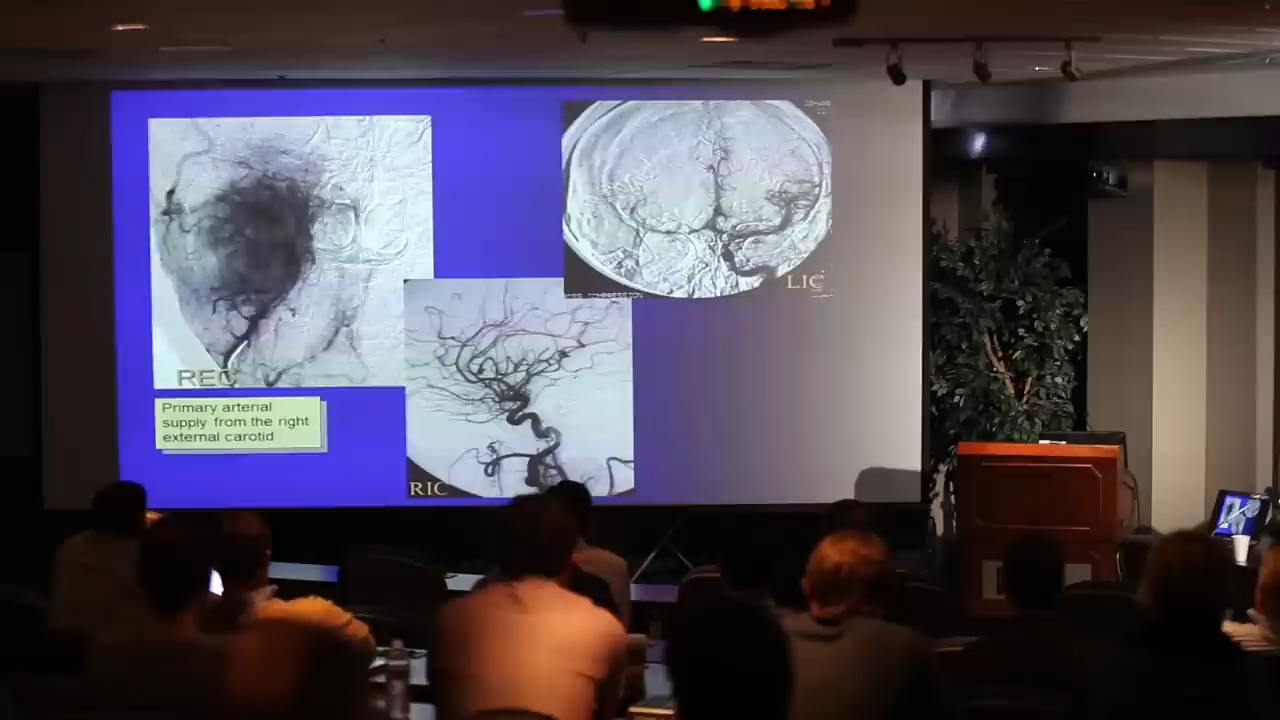 REC
Primary arterial
supply from the right
external carotid
RIC
LIC